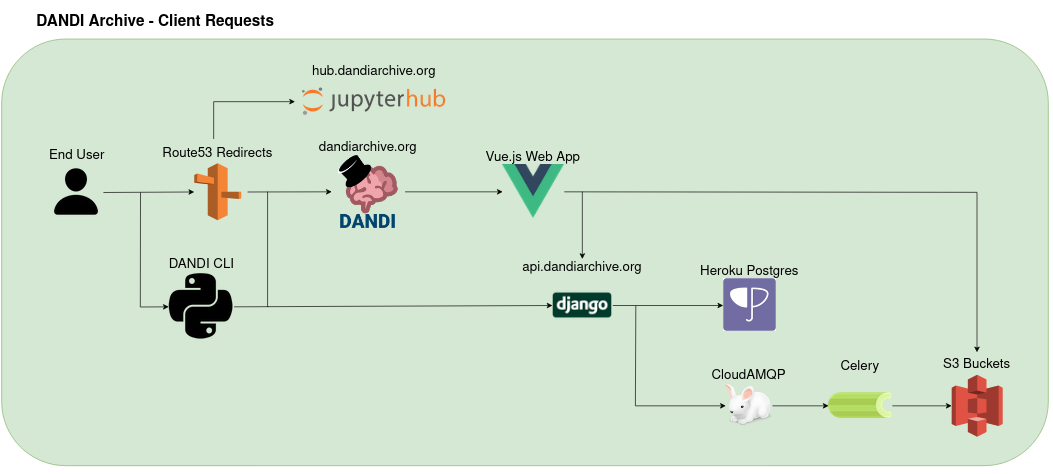 DANDI Archive - Client Requests
hub.dandiarchive.org
jupyterhub
End User
Route53 Redirects
dandiarchive.org
Vue.js Web App
DANDI
DANDI CLI
api.dandiarchive.org
Heroku Postgres
django
CloudAMQP
Celery
S3 Buckets